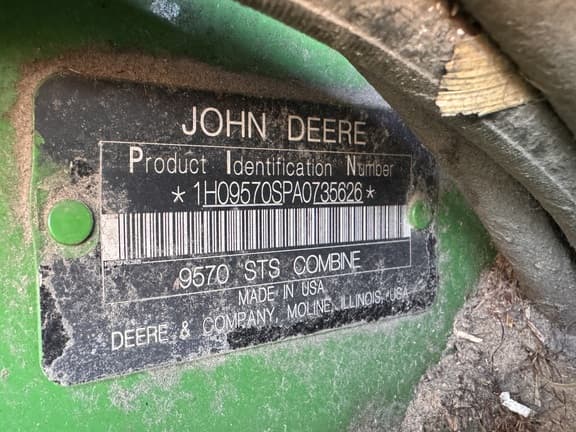 JOHN DEERE
Product Identification Number
*1H09570SPA0735626*
9570 STS COMBINE
MADE IN USA
DEERE & COMPANY, MOLINE, ILLINOIS, USA